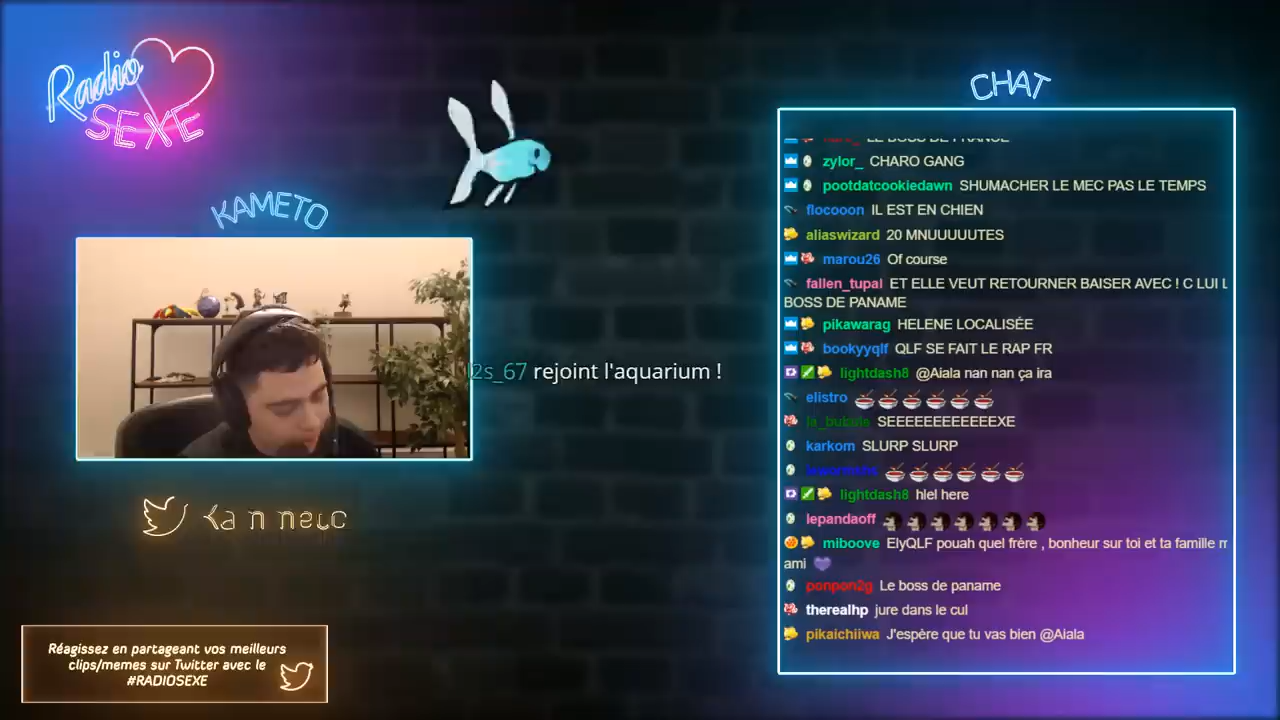 Radio
SEXE
CHAT
KAMETO
zylor_ CHARO GANG
pootdatcookiedawn SHUMACHER LE MEC PAS LE TEMPS
flocooon IL EST EN CHIEN
aliaswizard 20 MNUUUUUTES
marou26 Of course
fallen_tupal ET ELLE VEUT RETOURNER BAISER AVEC ! C LUI L
BOSS DE PANAME
pikawarag HELENE LOCALISÉE
bookyyqlf QLF SE FAIT LE RAP FR
lightdash8 @Aiala nan nan ça ira
elistro
SEEEEEEEEEEEEXE
karkom SLURP SLURP
lightdash8 hlel here
lepandaoff
miboove ElyQLF pouah quel frére , bonheur sur toi et ta famille m
ami
ponpon2g Le boss de paname
therealhp jure dans le cul
pikaichiiwa J'espère que tu vas bien @Aiala
2s_67 rejoint l'aquarium !
Réagissez en partageant vos meilleurs
clips/memes sur Twitter avec le
#RADIOSEXE